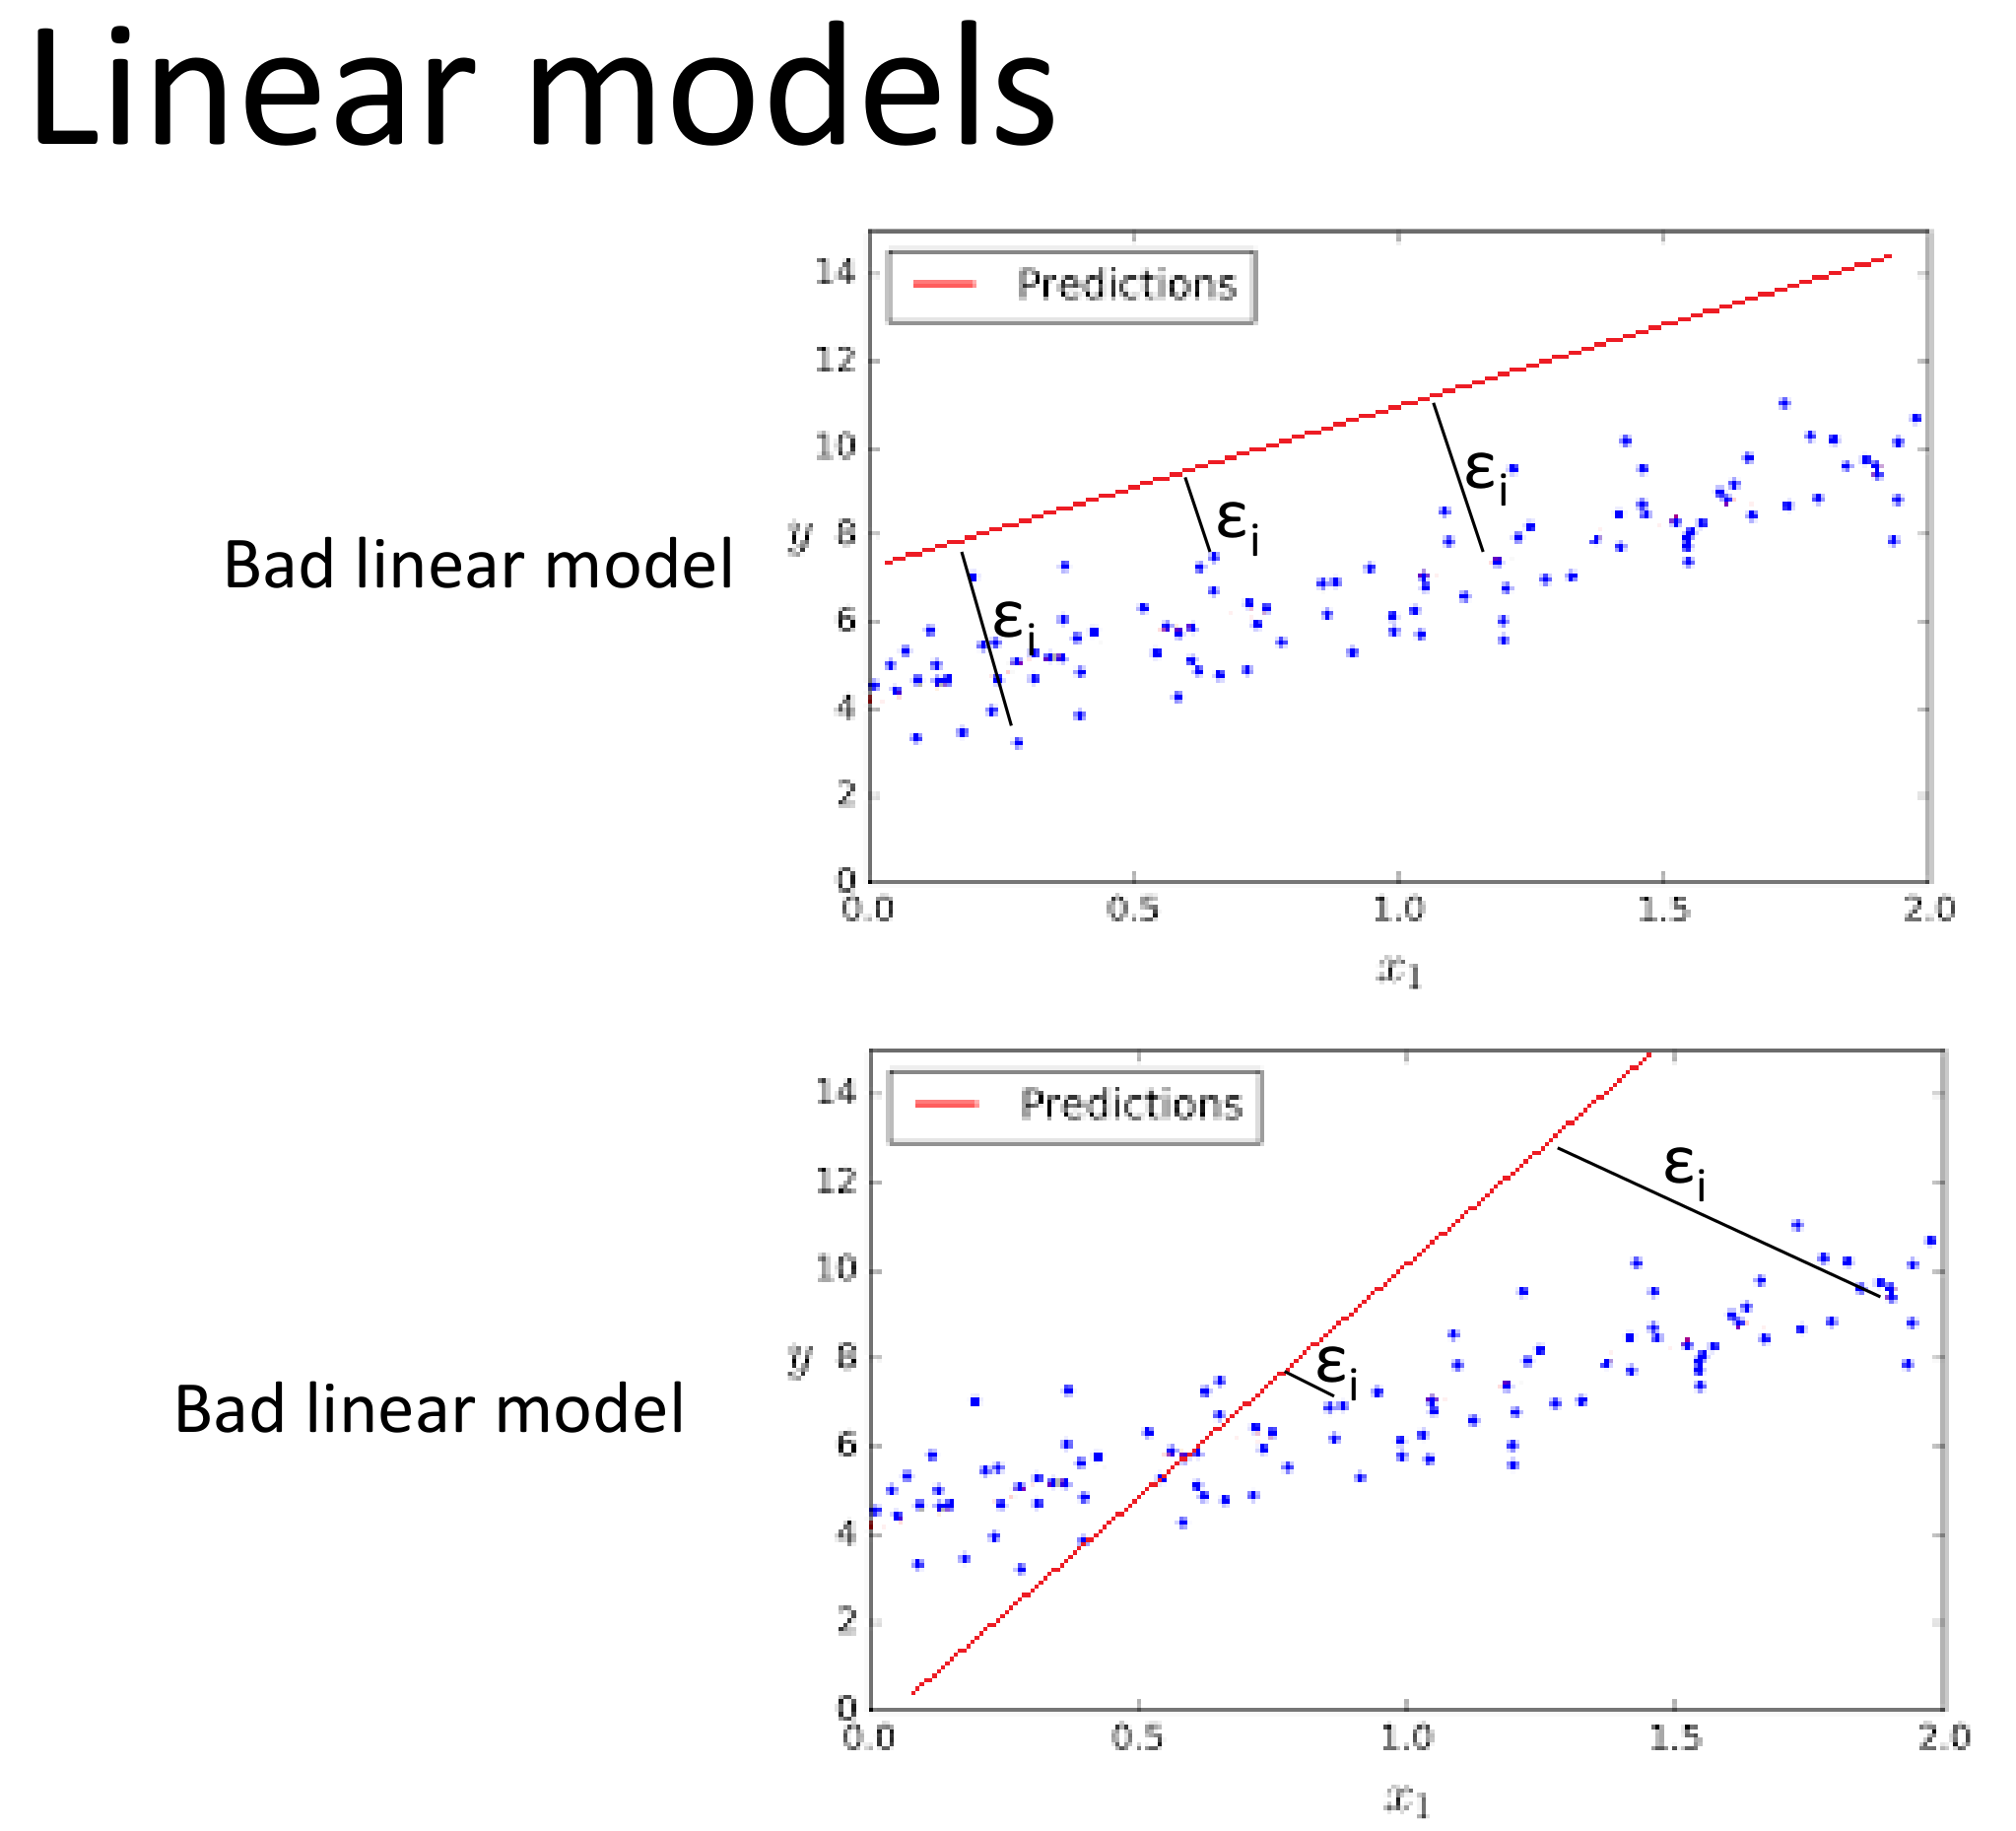 Linear models
Bad linear model
Predictions
14
12
10
8
6
4
2
0
y
εi
εi
εi
0.0 0.5 1.0 1.5 2.0
x1
Bad linear model
Predictions
14
12
10
8
6
4
2
0
y
εi
εi
0.0 0.5 1.0 1.5 2.0
x1